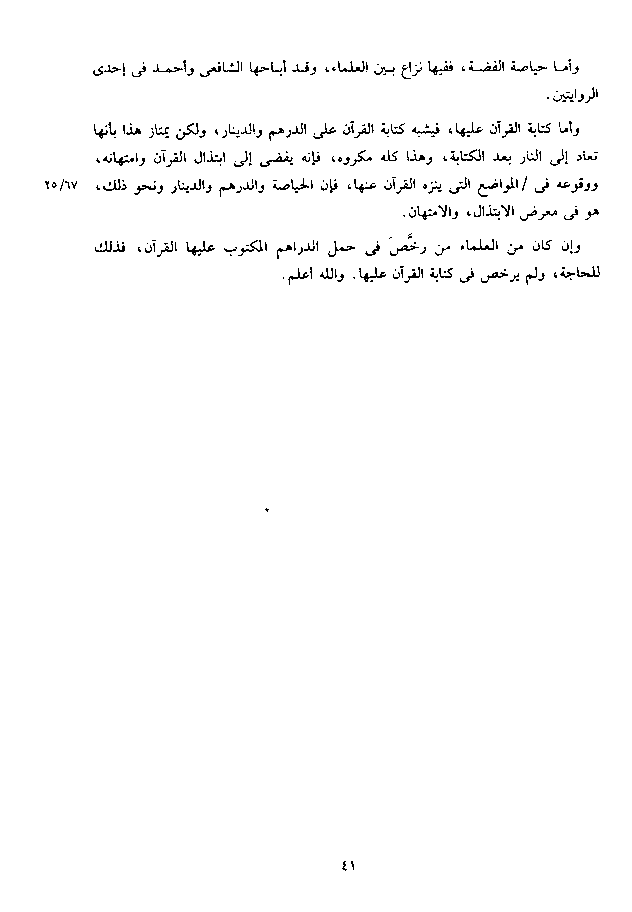 وأما حياصة الفضة، ففيها نزاع بين العلماء، وقد أباحها الشافعى وأحمد فى إحدى
الروايتين.
وأما كتابة القرآن عليها، فيشبه كتابة القرآن على الدرهم والدينار، ولكن يمتاز هذا بأنها
تعاد إلى النار بعد الكتابة، وهذا كله مكروه، فإنه يفضى إلى ابتذال القرآن وامتهانه،
ووقوعه فى /المواضع التى ينزه القرآن عنها، فإن الحياصة والدرهم والدينار ونحو ذلك، ٢٥/٦٧
هو فى معرض الابتذال، والامتهان.
وإن كان من العلماء من رخَّصَ فى حمل الدراهم المكتوب عليها القرآن، فذلك
للحاجة، ولم يرخص فى كتابة القرآن عليها. والله أعلم.
٤١